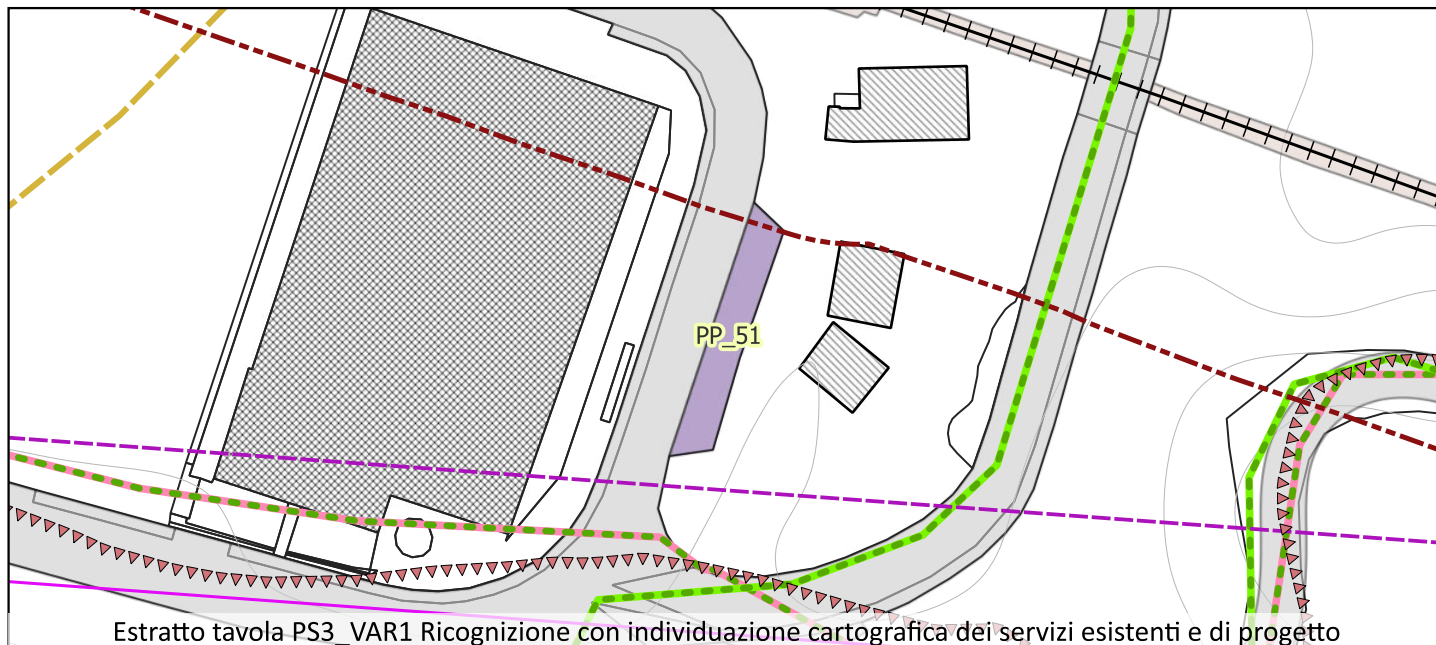 PP_51
Estratto tavola PS3_VAR1 Ricognizione con individuazione cartografica dei servizi esistenti e di progetto